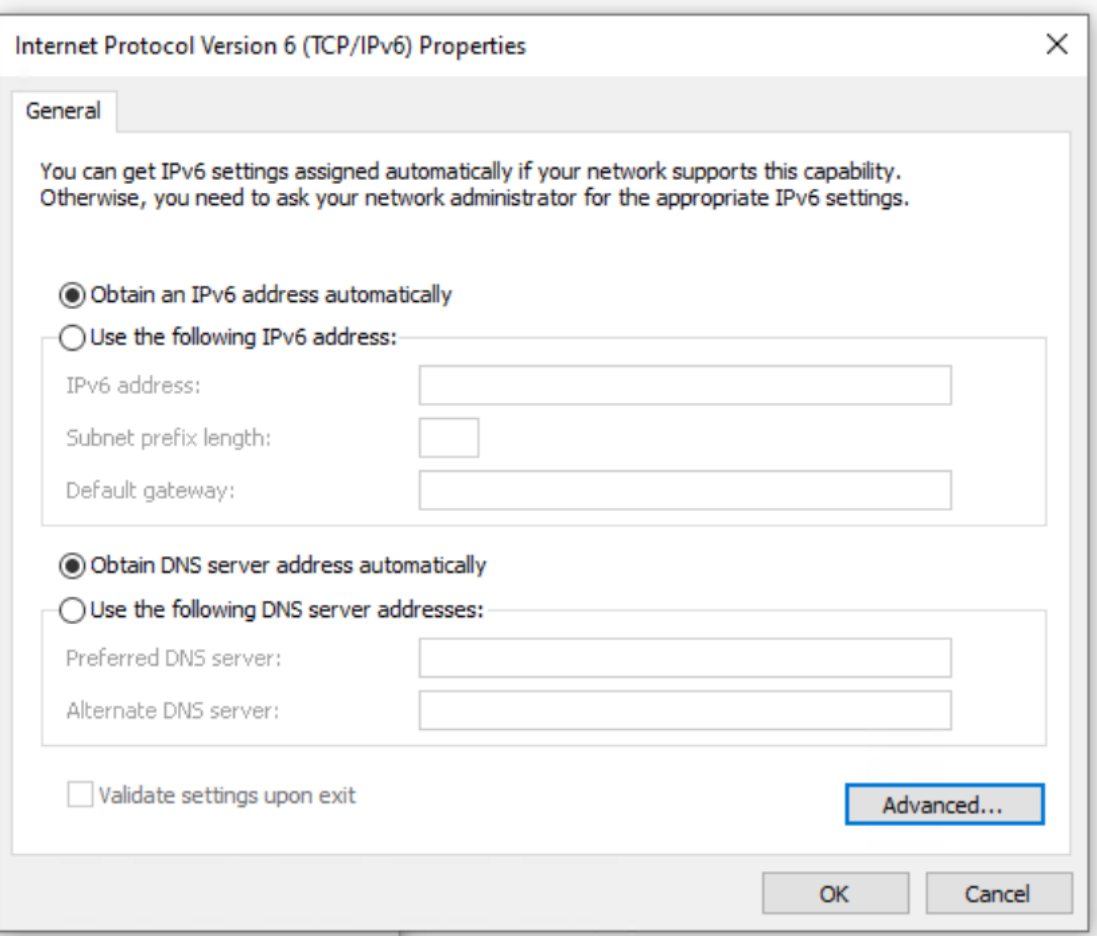 Internet Protocol Version 6 (TCP/IPv6) Properties
General
You can get IPv6 settings assigned automatically if your network supports this capability.
Otherwise, you need to ask your network administrator for the appropriate IPv6 settings.
Obtain an IPv6 address automatically
Use the following IPv6 address:
IPv6 address:
Subnet prefix length:
Default gateway:
Obtain DNS server address automatically
Use the following DNS server addresses:
Preferred DNS server:
Alternate DNS server:
Validate settings upon exit
Advanced...
OK
Cancel